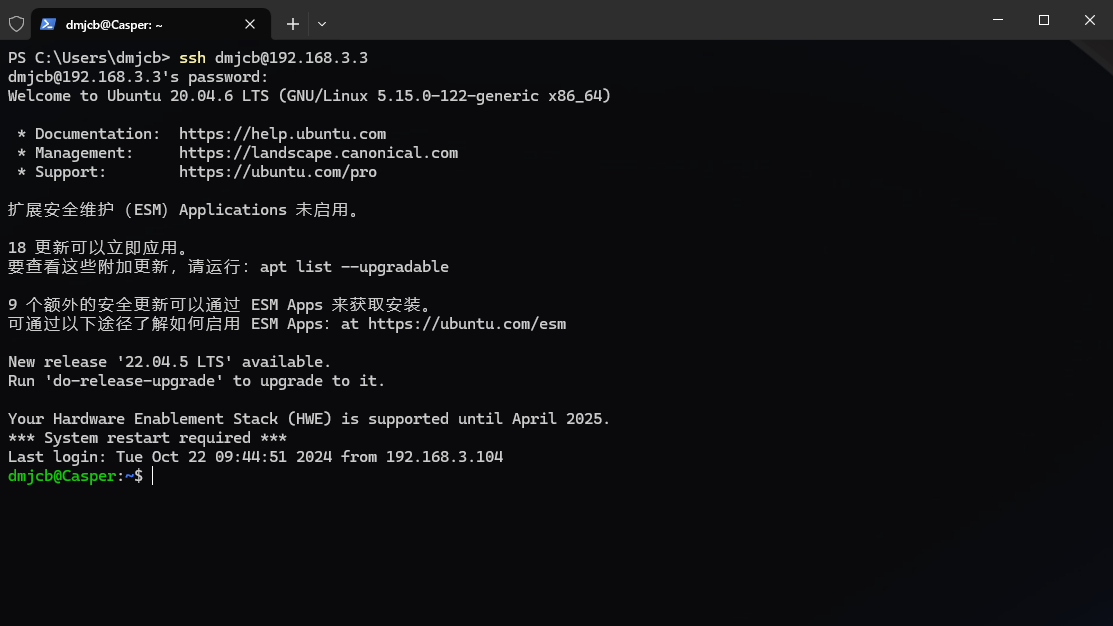 dmjcb@Casper: ~
PS C:\Users\dmjcb> ssh dmjcb@192.168.3.3
dmjcb@192.168.3.3's password:
Welcome to Ubuntu 20.04.6 LTS (GNU/Linux 5.15.0-122-generic x86_64)
* Documentation:  https://help.ubuntu.com
* Management:     https://landscape.canonical.com
* Support:        https://ubuntu.com/pro
扩展安全维护（ESM）Applications 未启用。
18 更新可以立即应用。
要查看这些附加更新，请运行：apt list --upgradable
9 个额外的安全更新可以通过 ESM Apps 来获取安装。
可通过以下途径了解如何启用 ESM Apps：at https://ubuntu.com/esm
New release '22.04.5 LTS' available.
Run 'do-release-upgrade' to upgrade to it.
Your Hardware Enablement Stack (HWE) is supported until April 2025.
*** System restart required ***
Last login: Tue Oct 22 09:44:51 2024 from 192.168.3.104
dmjcb@Casper:~$